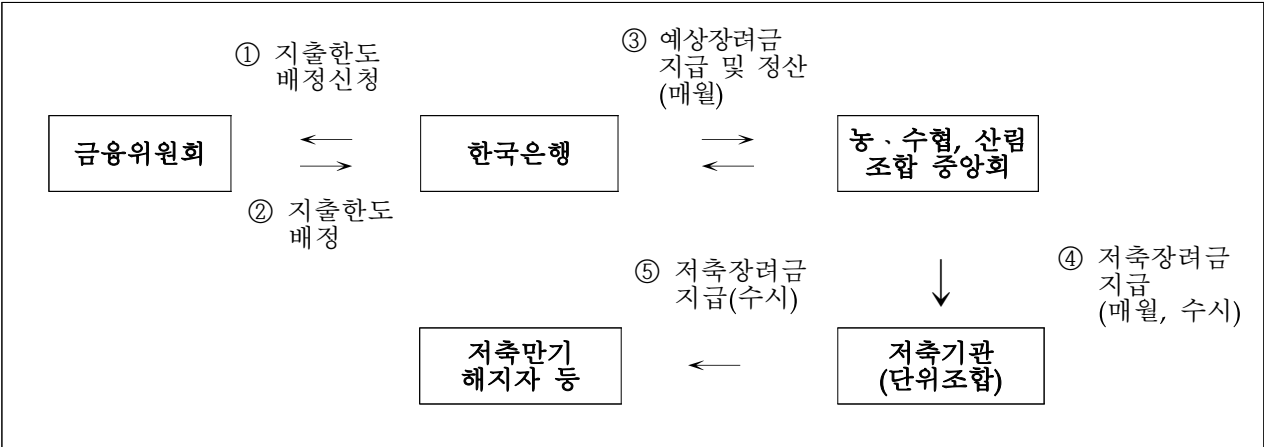 ① 지출한도
배정신청
③ 예상장려금
지급 및 정산
(매월)
금융위원회
한국은행
농ㆍ수협, 산림
조합 중앙회
② 지출한도
배정
⑤ 저축장려금
지급(수시)
④ 저축장려금
지급
(매월, 수시)
저축만기
해지자 등
저축기관
(단위조합)